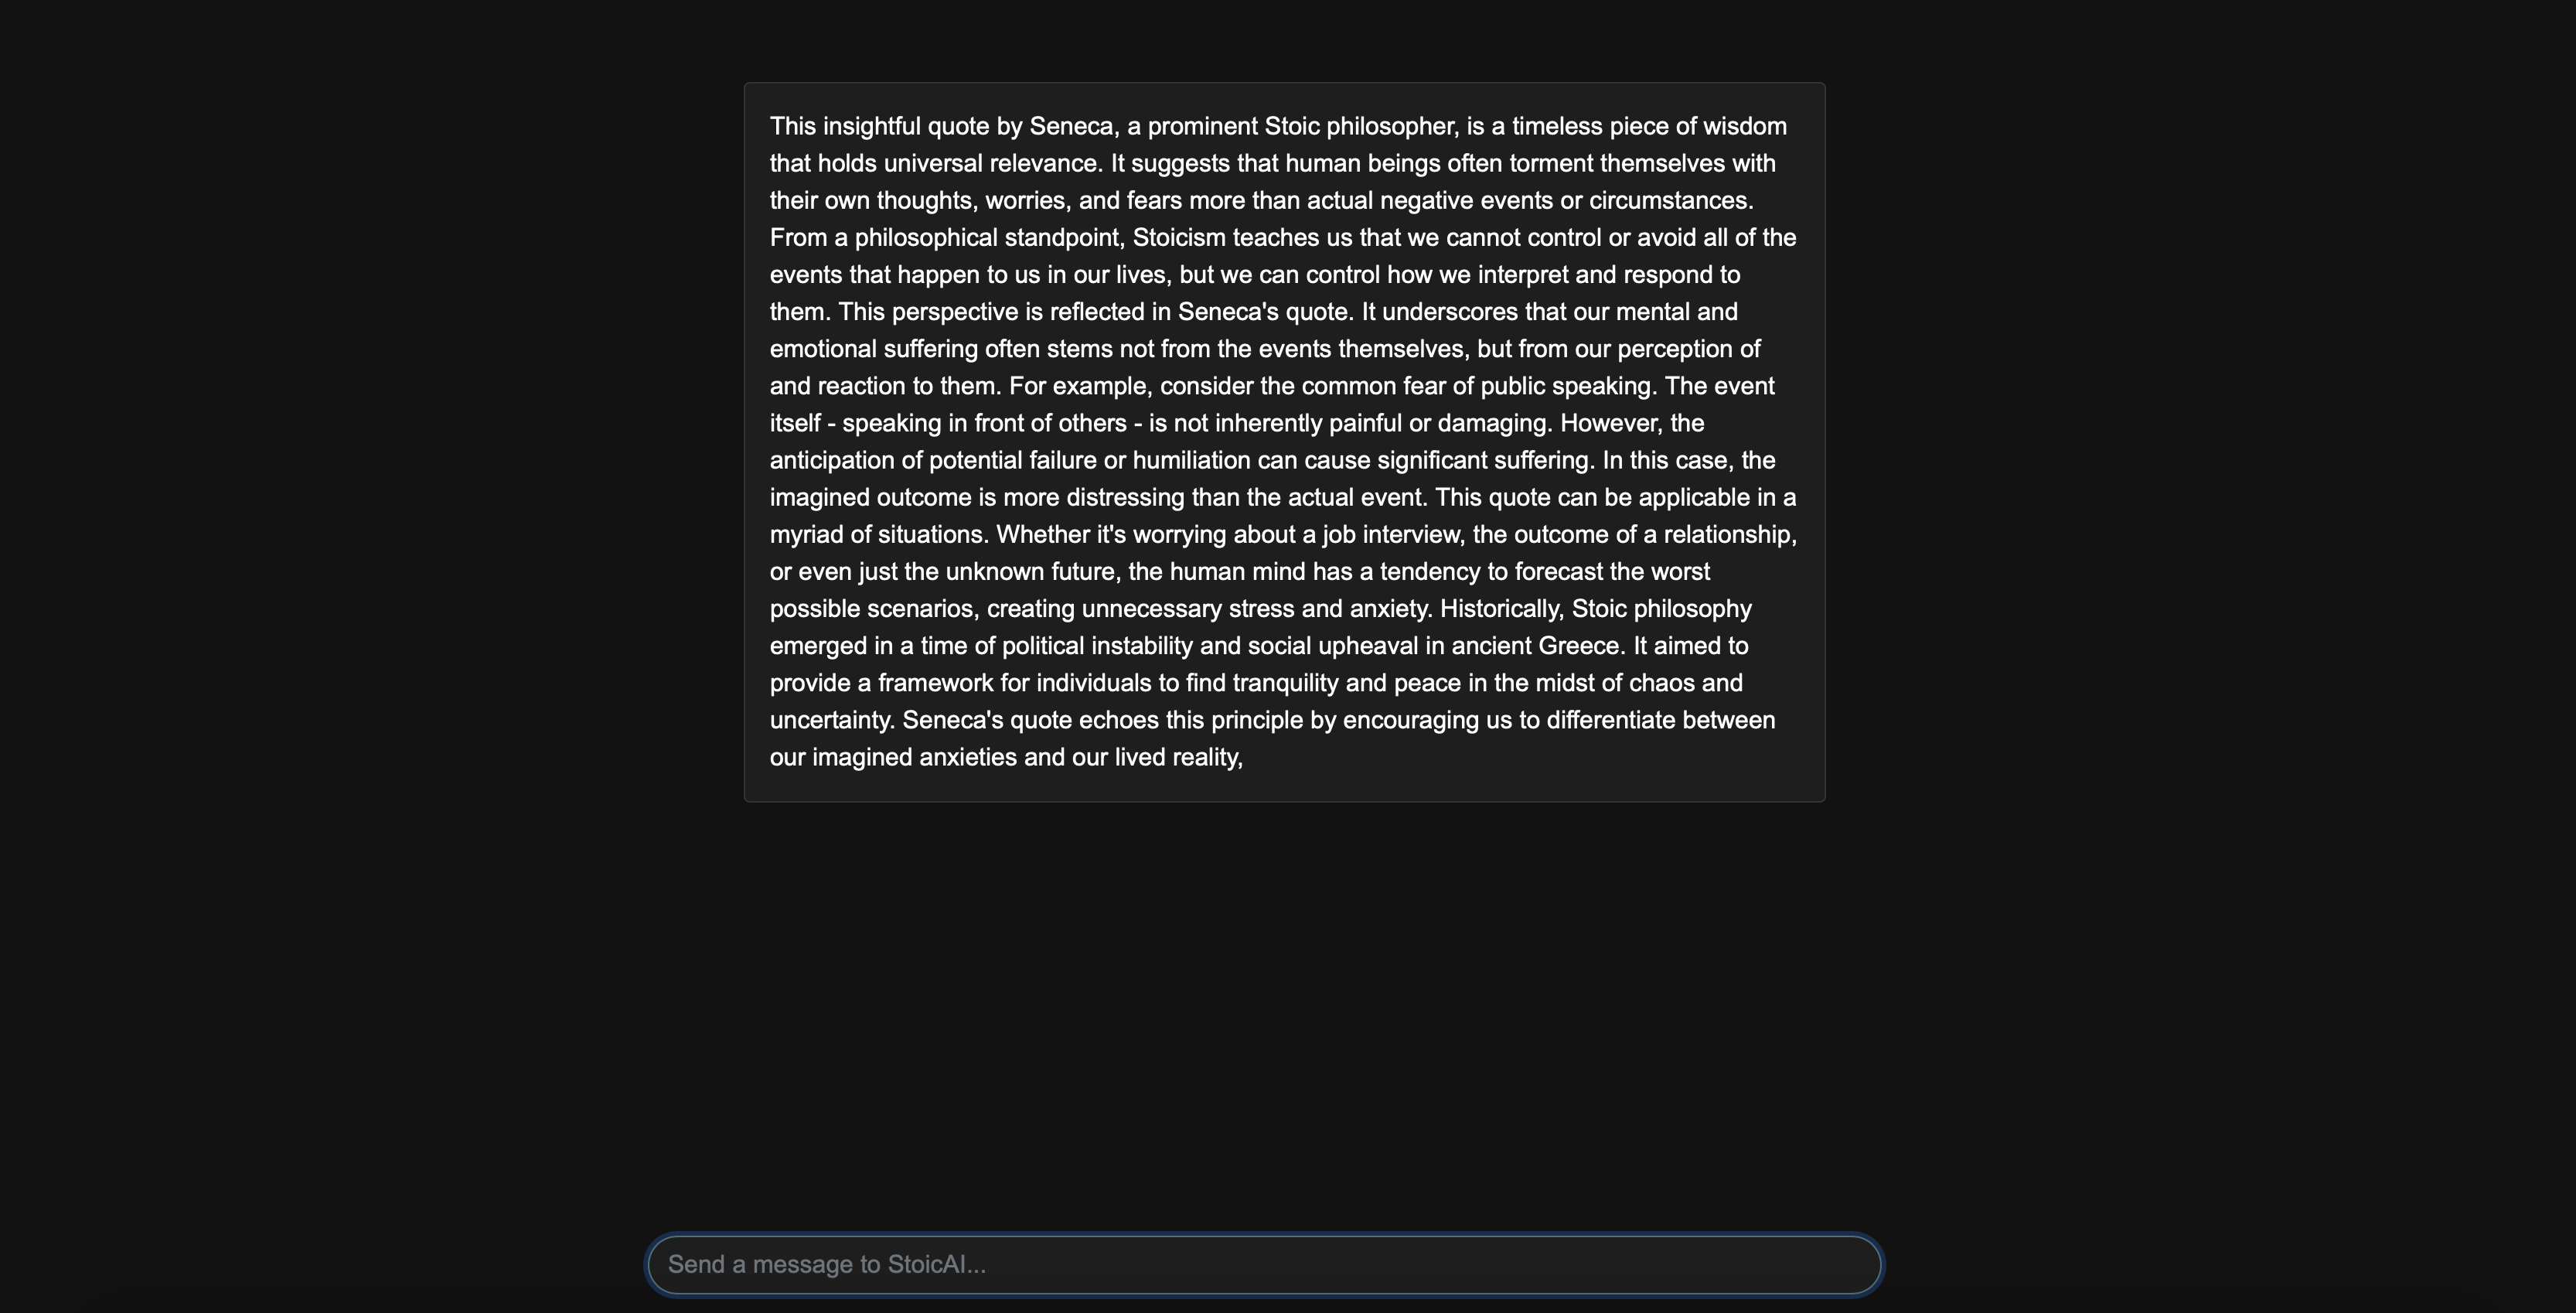 This insightful quote by Seneca, a prominent Stoic philosopher, is a timeless piece of wisdom
that holds universal relevance. It suggests that human beings often torment themselves with
their own thoughts, worries, and fears more than actual negative events or circumstances.
From a philosophical standpoint, Stoicism teaches us that we cannot control or avoid all of the
events that happen to us in our lives, but we can control how we interpret and respond to
them. This perspective is reflected in Seneca's quote. It underscores that our mental and
emotional suffering often stems not from the events themselves, but from our perception of
and reaction to them. For example, consider the common fear of public speaking. The event
itself - speaking in front of others - is not inherently painful or damaging. However, the
anticipation of potential failure or humiliation can cause significant suffering. In this case, the
imagined outcome is more distressing than the actual event. This quote can be applicable in a
myriad of situations. Whether it's worrying about a job interview, the outcome of a relationship,
or even just the unknown future, the human mind has a tendency to forecast the worst
possible scenarios, creating unnecessary stress and anxiety. Historically, Stoic philosophy
emerged in a time of political instability and social upheaval in ancient Greece. It aimed to
provide a framework for individuals to find tranquility and peace in the midst of chaos and
uncertainty. Seneca's quote echoes this principle by encouraging us to differentiate between
our imagined anxieties and our lived reality,
Send a message to StoicAI...